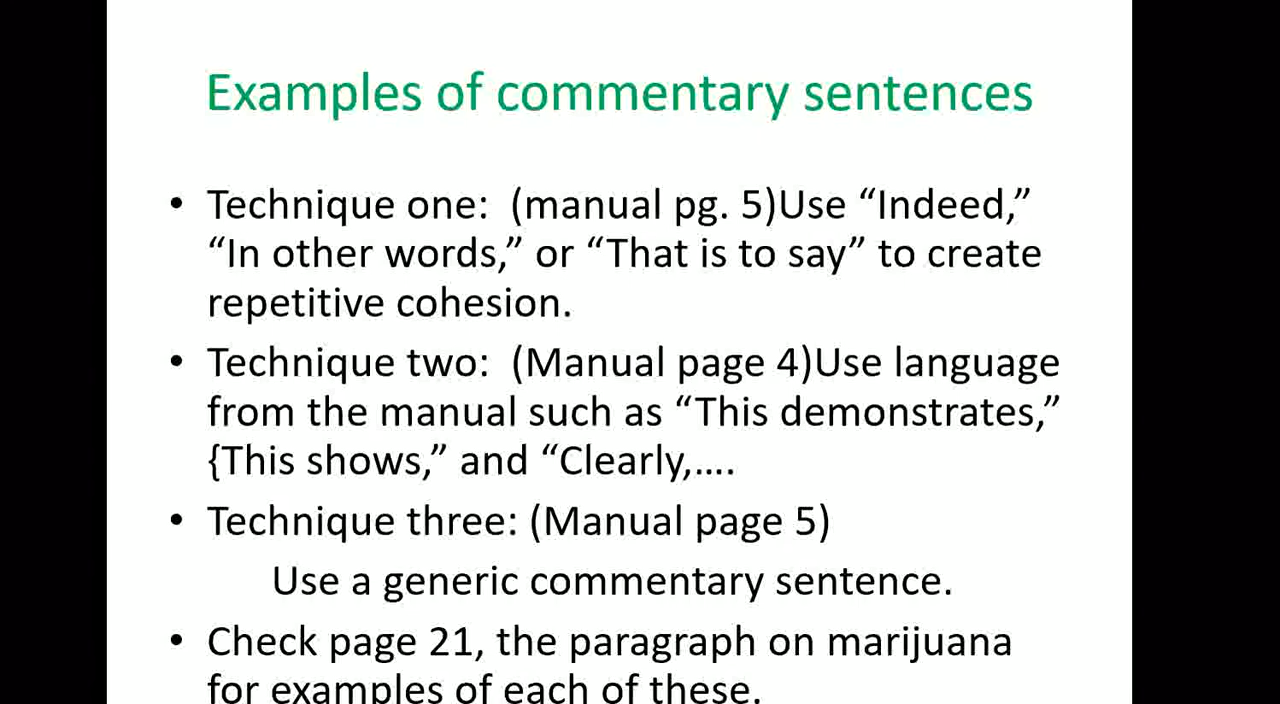 Examples of commentary sentences
• Technique one:  (manual pg. 5)Use “Indeed,”
“In other words,” or “That is to say” to create
repetitive cohesion.
• Technique two:  (Manual page 4)Use language
from the manual such as “This demonstrates,”
{This shows,” and “Clearly,....
• Technique three: (Manual page 5)
Use a generic commentary sentence.
• Check page 21, the paragraph on marijuana
for examples of each of these.